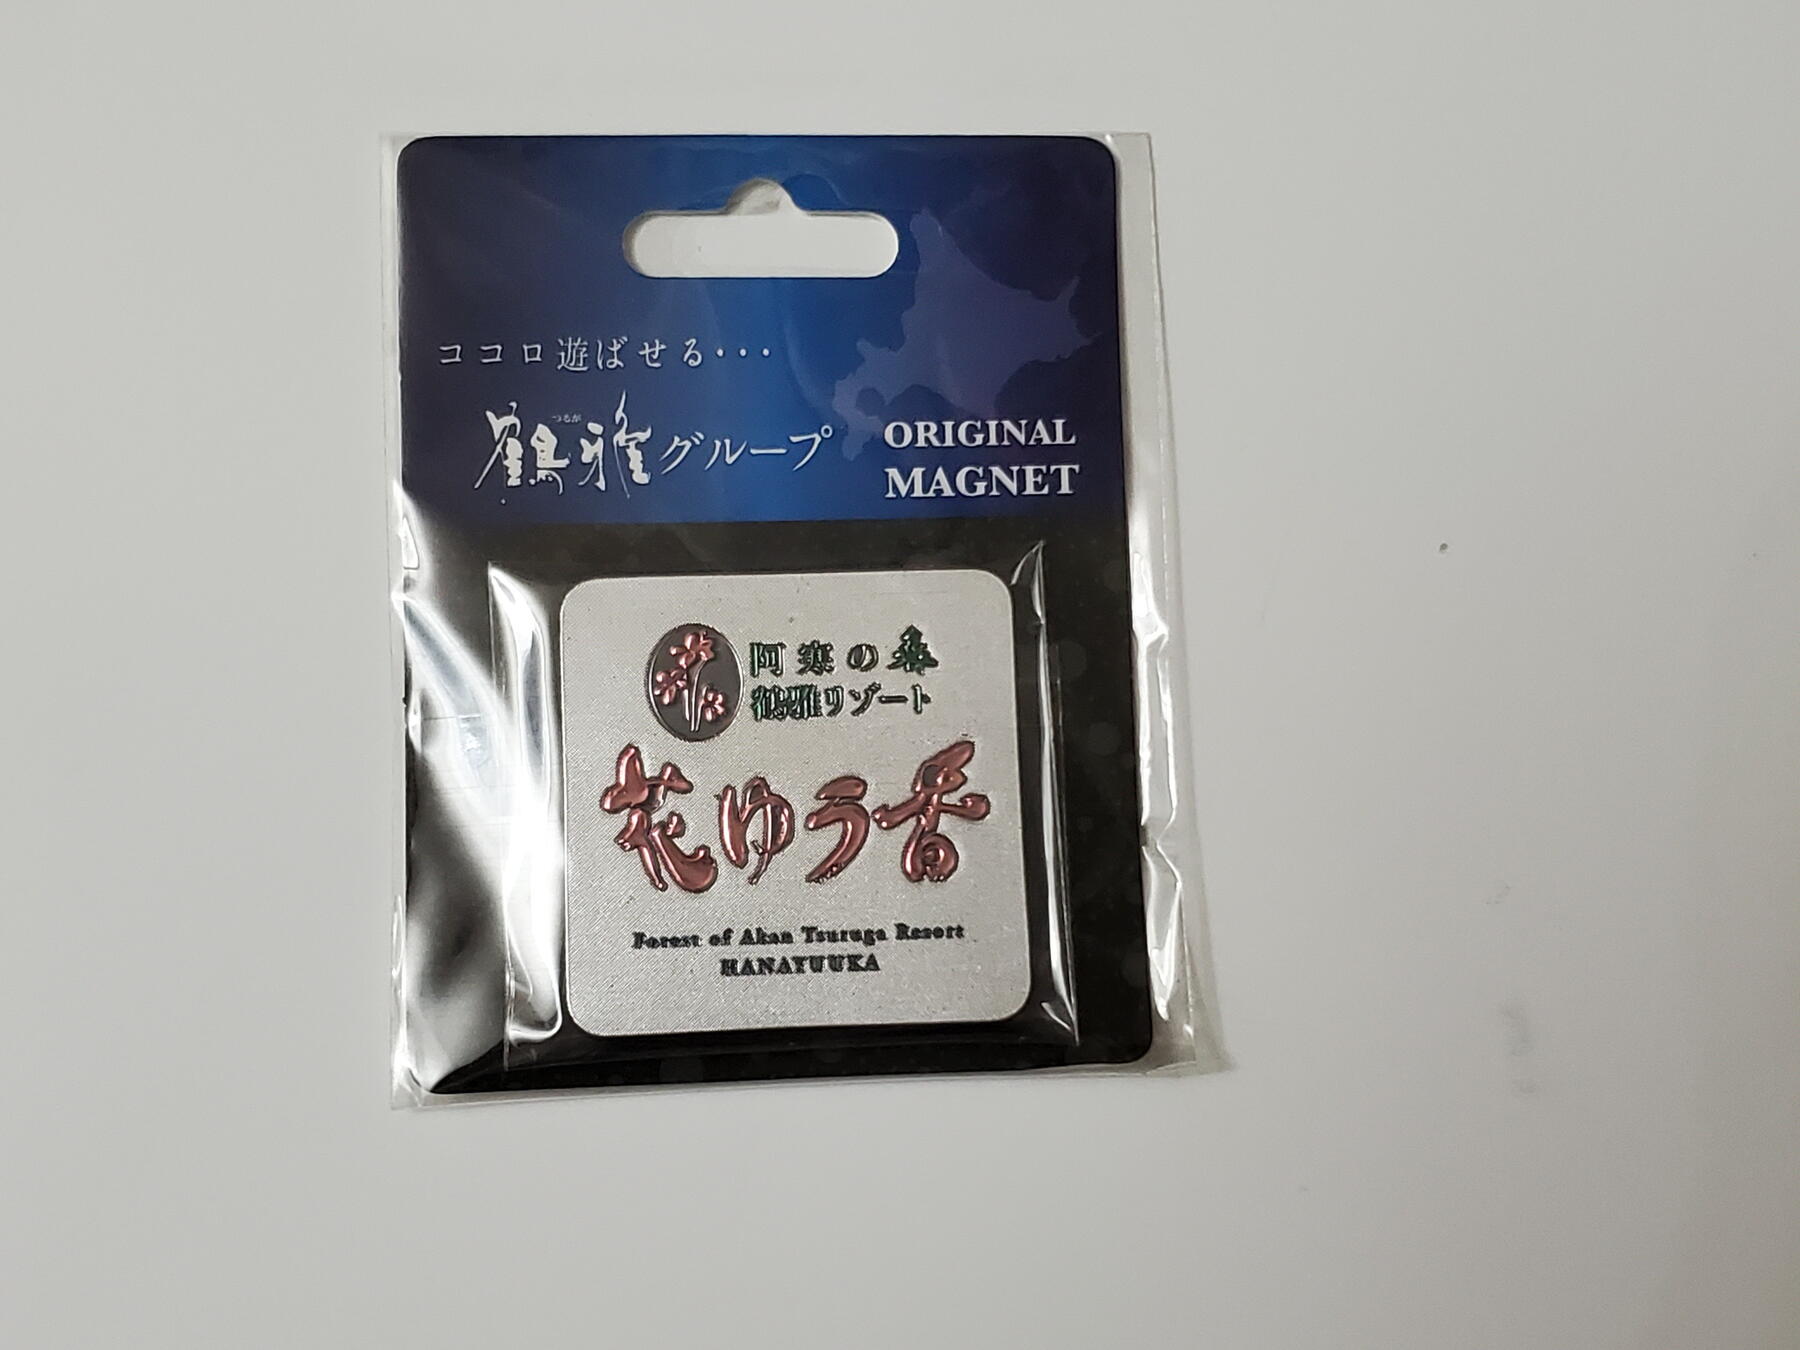 ココロ遊ばせる・・・
つるが
鶴雅グループ
ORIGINAL
MAGNET
阿寒の森
鶴雅リゾート
花ゆう香
Forest of Akan Tsuruga Resort
HANAYUUKA